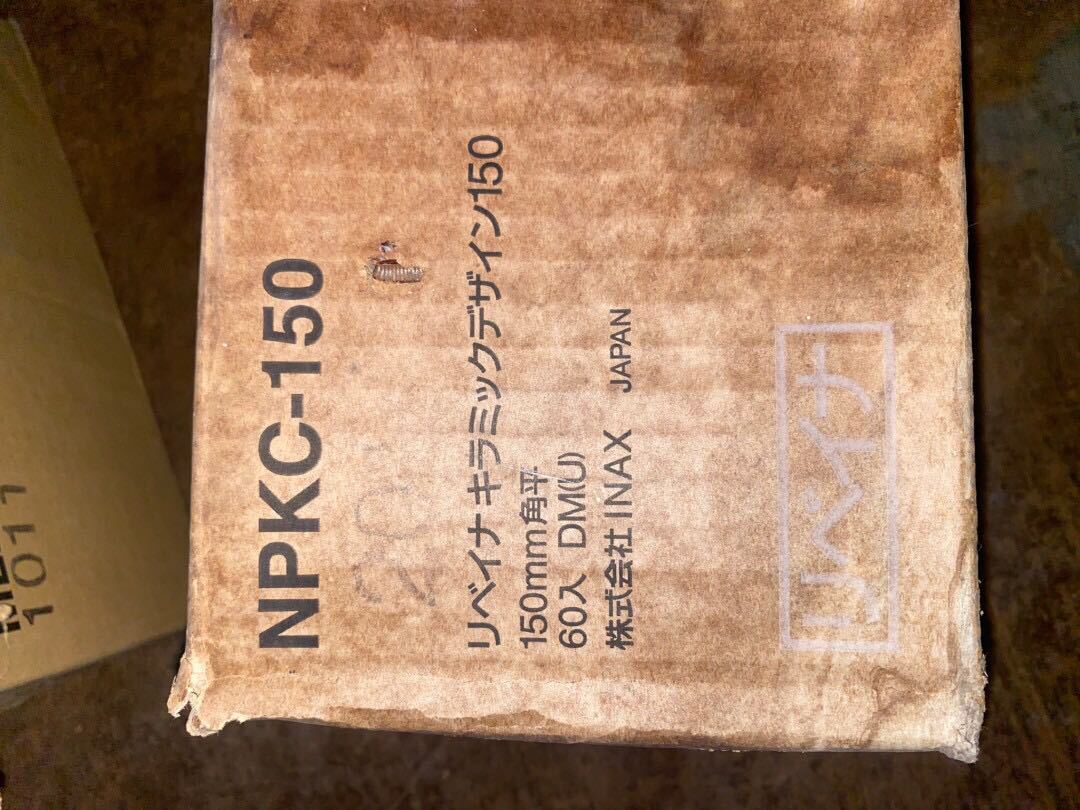 NPKC-150
リベイナ キラミックデザイン150
150mm角平
60入 DM(U)
株式会社 INAX JAPAN
リベイナ
1011